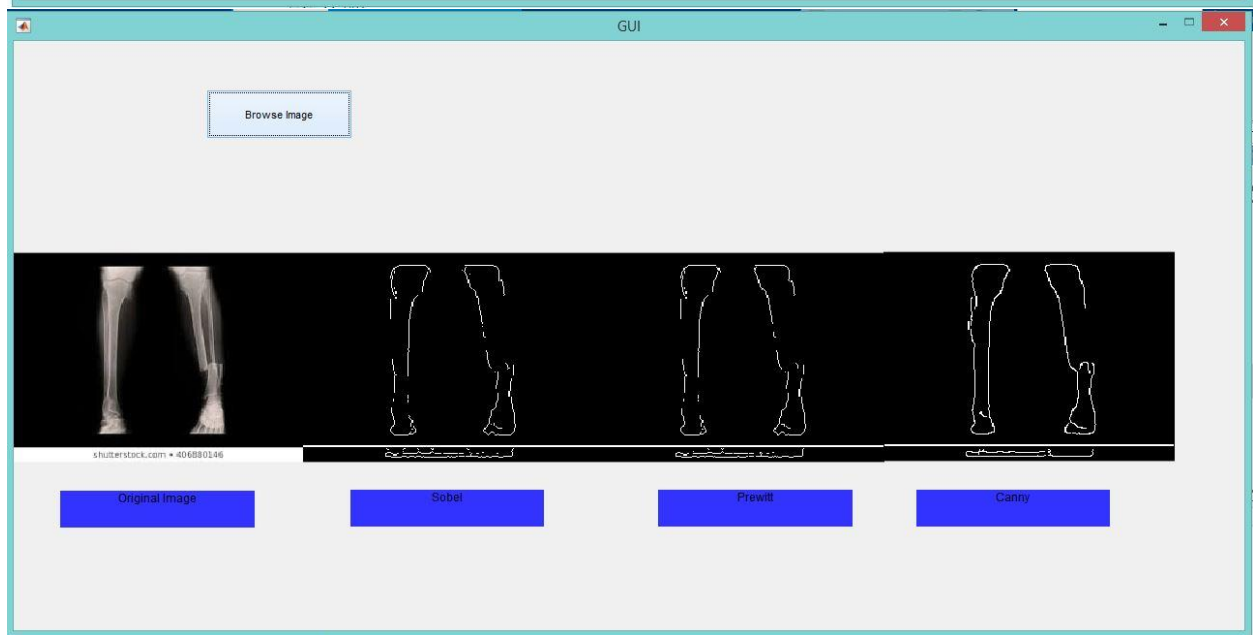 GUI
Browse Image
shutterstock.com • 406880146
Original Image
Sobel
Prewitt
Canny